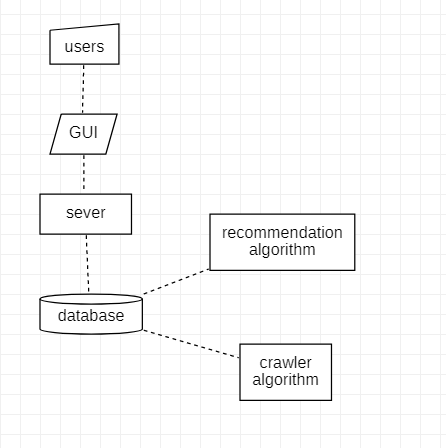 users
GUI
sever
recommendation
algorithm
database
crawler
algorithm